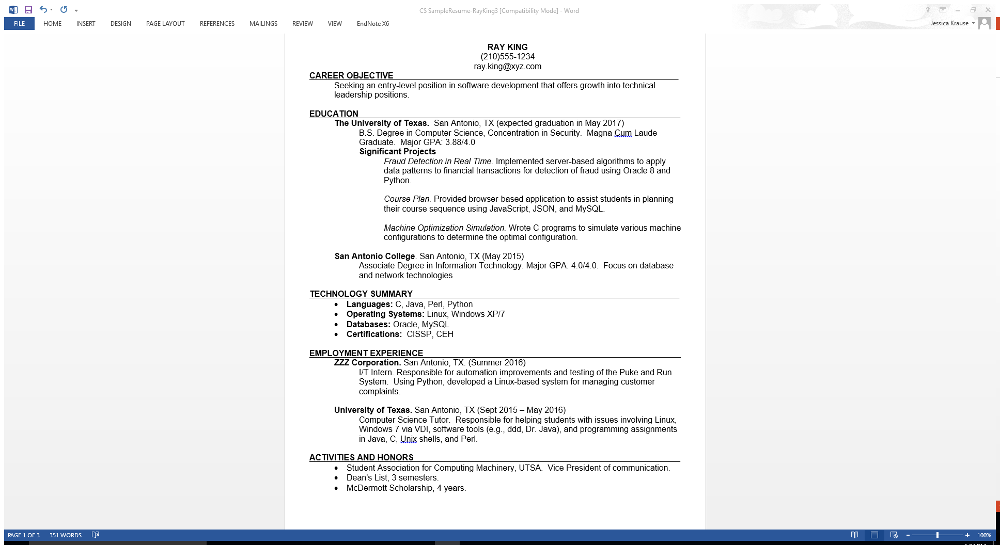 CS SampleResume-RayKing3 [Compatibility Mode] - Word
?
FILE HOME INSERT DESIGN PAGE LAYOUT REFERENCES MAILINGS REVIEW VIEW EndNote X6 Jessica Krause
RAY KING
(210)555-1234
ray.king@xyz.com
CAREER OBJECTIVE
Seeking an entry-level position in software development that offers growth into technical
leadership positions.
EDUCATION
The University of Texas.  San Antonio, TX (expected graduation in May 2017)
B.S. Degree in Computer Science, Concentration in Security.  Magna Cum Laude
Graduate.  Major GPA: 3.88/4.0
Significant Projects
Fraud Detection in Real Time. Implemented server-based algorithms to apply
data patterns to financial transactions for detection of fraud using Oracle 8 and
Python.
Course Plan. Provided browser-based application to assist students in planning
their course sequence using JavaScript, JSON, and MySQL.
Machine Optimization Simulation. Wrote C programs to simulate various machine
configurations to determine the optimal configuration.
San Antonio College. San Antonio, TX (May 2015)
Associate Degree in Information Technology. Major GPA: 4.0/4.0.  Focus on database
and network technologies
TECHNOLOGY SUMMARY
• Languages: C, Java, Perl, Python
• Operating Systems: Linux, Windows XP/7
• Databases: Oracle, MySQL
• Certifications:  CISSP, CEH
EMPLOYMENT EXPERIENCE
ZZZ Corporation. San Antonio, TX. (Summer 2016)
I/T Intern. Responsible for automation improvements and testing of the Puke and Run
System.  Using Python, developed a Linux-based system for managing customer
complaints.
University of Texas. San Antonio, TX (Sept 2015 – May 2016)
Computer Science Tutor.  Responsible for helping students with issues involving Linux,
Windows 7 via VDI, software tools (e.g., ddd, Dr. Java), and programming assignments
in Java, C, Unix shells, and Perl.
ACTIVITIES AND HONORS
• Student Association for Computing Machinery, UTSA.  Vice President of communication.
• Dean's List, 3 semesters.
• McDermott Scholarship, 4 years.
PAGE 1 OF 3 351 WORDS 100%